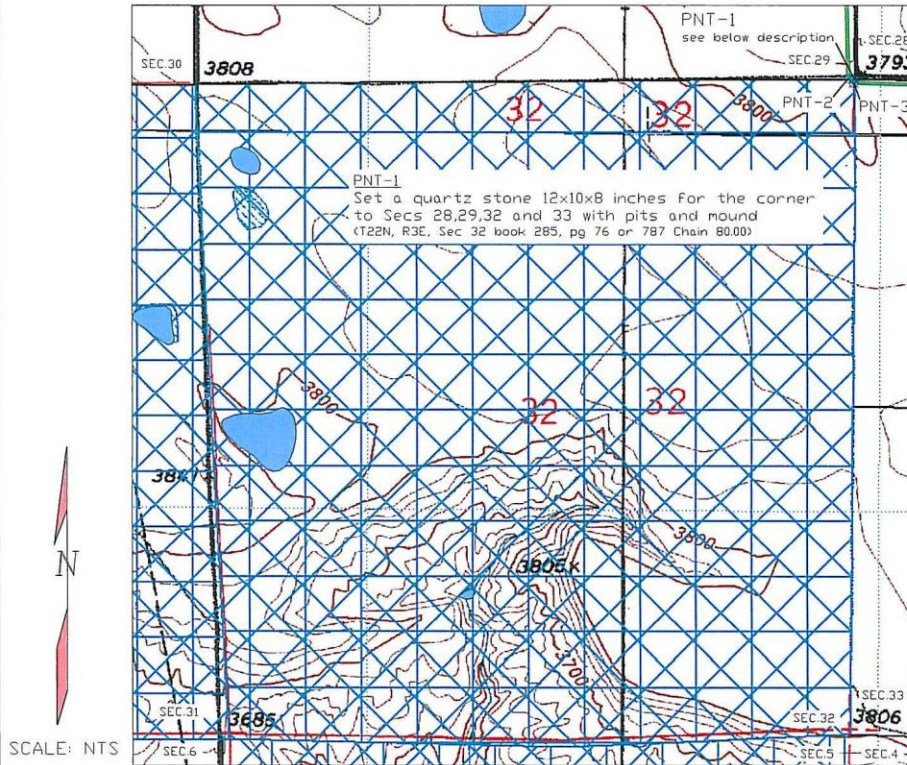 PNT-1
see below description
SEC.28
SEC.30
3808
SEC.29
3793
32
32
3800
PNT-2
PNT-3
PNT-1
Set a quartz stone 12x10x8 inches for the corner
to Secs 28,29,32 and 33 with pits and mound
(T22N, R3E, Sec 32 book 285, pg 76 or 787 Chain 80.00)
3800
32
32
3800
N
3805
3700
SEC.33
SEC.31
3685
SEC.32
3806
SCALE: NTS
SEC.6
SEC.5
SEC.4